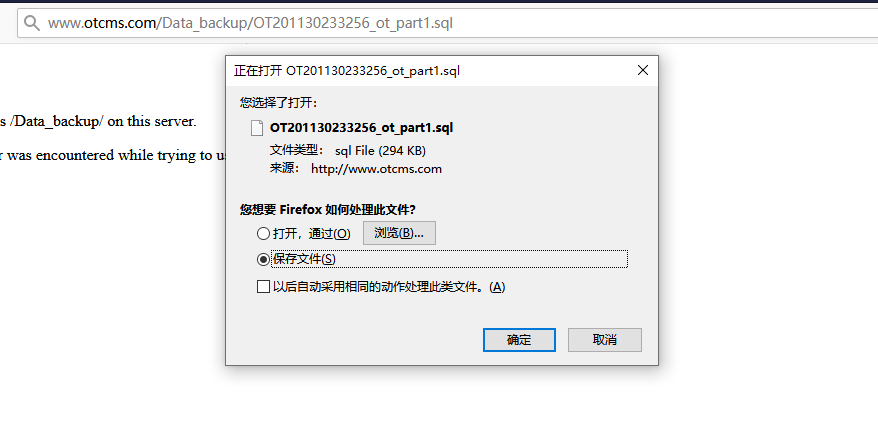 www.otcms.com/Data_backup/OT201130233256_ot_part1.sql
正在打开 OT201130233256_ot_part1.sql
您选择了打开：
s /Data_backup/ on this server.
OT201130233256_ot_part1.sql
文件类型： sql File (294 KB)
r was encountered while trying to u
来源： http://www.otcms.com
您想要 Firefox 如何处理此文件?
打开，通过(O) 浏览(B)...
保存文件(S)
以后自动采用相同的动作处理此类文件。(A)
确定 取消